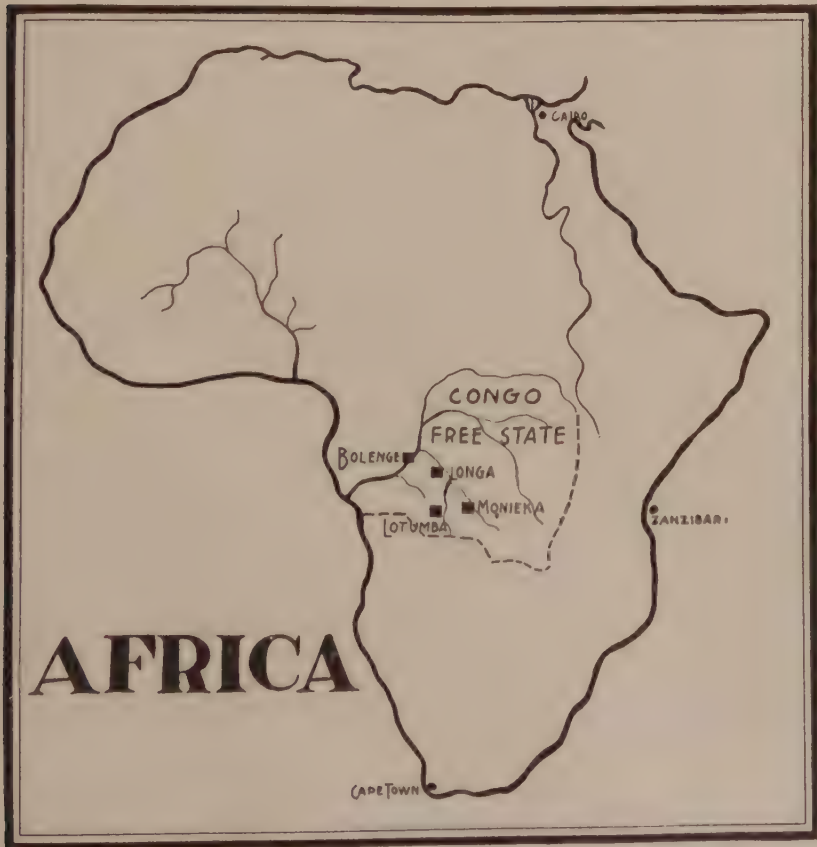 CAIRO
CONGO
FREE STATE
BOLENGE
LONGA
MONIEKA
LOTUMBA
ZANZIBAR
AFRICA
CAPE TOWN